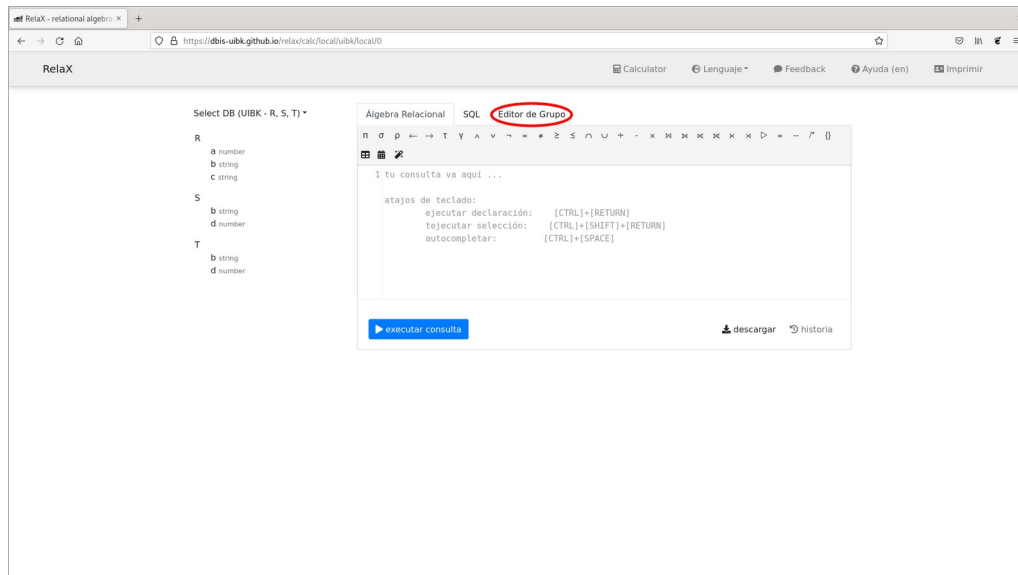 RelaX - relational algebra
https://dbis-uibk.github.io/relax/calc/local/uibk/local/0
RelaX
Calculator
Lenguaje
Feedback
Ayuda (en)
Imprimir
Select DB (UIBK - R, S, T)
R
a number
b string
c string
S
b string
d number
T
b string
d number
Álgebra Relacional
SQL
Editor de Grupo
π σ ρ ← → τ γ ∧ ∨ ¬ = ≠ ≥ ≤ ∩ ∪ ÷ - × ⨝ ⟕ ⟖ ⟗ ⋉ ⋊ ▷ = -- /* {}
1 tu consulta va aquí ...
atajos de teclado:
ejecutar declaración: [CTRL]+[RETURN]
tejecutar selección: [CTRL]+[SHIFT]+[RETURN]
autocompletar: [CTRL]+[SPACE]
executar consulta
descargar
historia